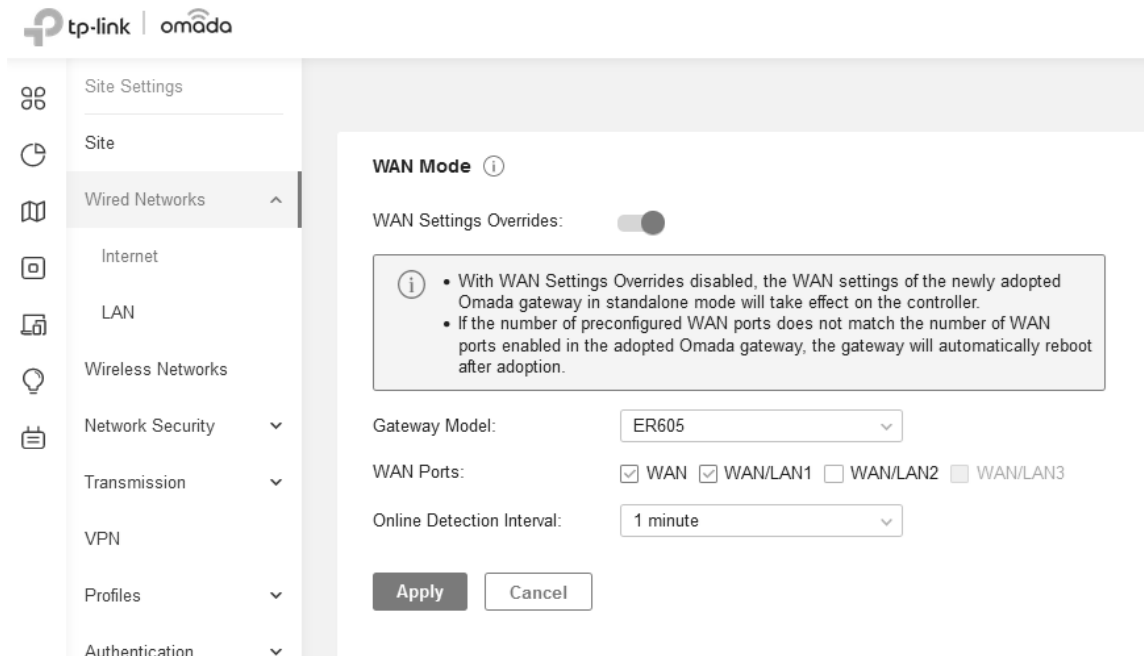 tp-link | omada
Site Settings
Site
Wired Networks
Internet
LAN
Wireless Networks
Network Security
Transmission
VPN
Profiles
Authentication
WAN Mode
WAN Settings Overrides:
• With WAN Settings Overrides disabled, the WAN settings of the newly adopted
Omada gateway in standalone mode will take effect on the controller.
• If the number of preconfigured WAN ports does not match the number of WAN
ports enabled in the adopted Omada gateway, the gateway will automatically reboot
after adoption.
Gateway Model: ER605
WAN Ports: WAN WAN/LAN1 WAN/LAN2 WAN/LAN3
Online Detection Interval: 1 minute
Apply Cancel